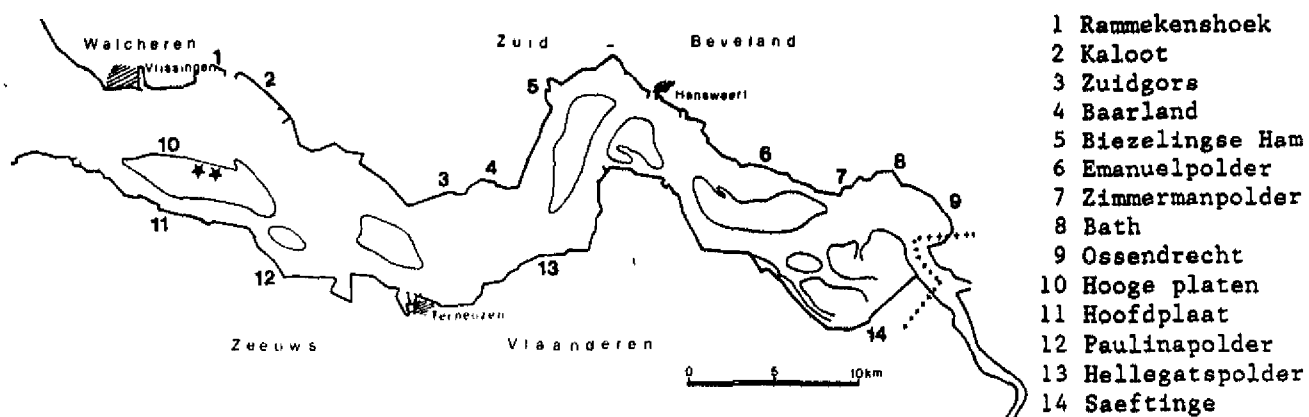 Walcheren
Vlissingen
Zuid Beveland
Hansweert
1
2
3
4
5
6
7
8
9
10
11
12
13
14
Terneuzen
Zeeuws Vlaanderen
0 5 10km
1 Rammekenshoek
2 Kaloot
3 Zuidgors
4 Baarland
5 Biezelingse Ham
6 Emanuelpolder
7 Zimmermanpolder
8 Bath
9 Ossendrecht
10 Hooge platen
11 Hoofdplaat
12 Paulinapolder
13 Hellegatspolder
14 Saeftinge